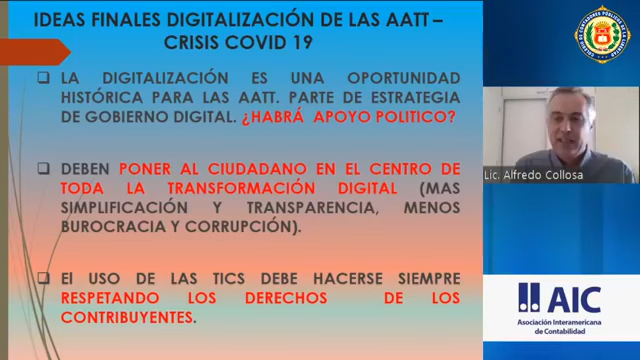 IDEAS FINALES DIGITALIZACIÓN DE LAS AATT –
CRISIS COVID 19
LA DIGITALIZACIÓN ES UNA OPORTUNIDAD
HISTÓRICA PARA LAS AATT. PARTE DE ESTRATEGIA
DE GOBIERNO DIGITAL. ¿HABRÁ APOYO POLITICO?
DEBEN PONER AL CIUDADANO EN EL CENTRO DE
TODA LA TRANSFORMACIÓN DIGITAL (MAS
SIMPLIFICACIÓN Y TRANSPARENCIA, MENOS
BUROCRACIA Y CORRUPCIÓN).
El USO DE LAS TICS DEBE HACERSE SIEMPRE
RESPETANDO LOS DERECHOS DE LOS
CONTRIBUYENTES.
Lic. Alfredo Collosa
AIC
Asociación Interamericana
de Contabilidad